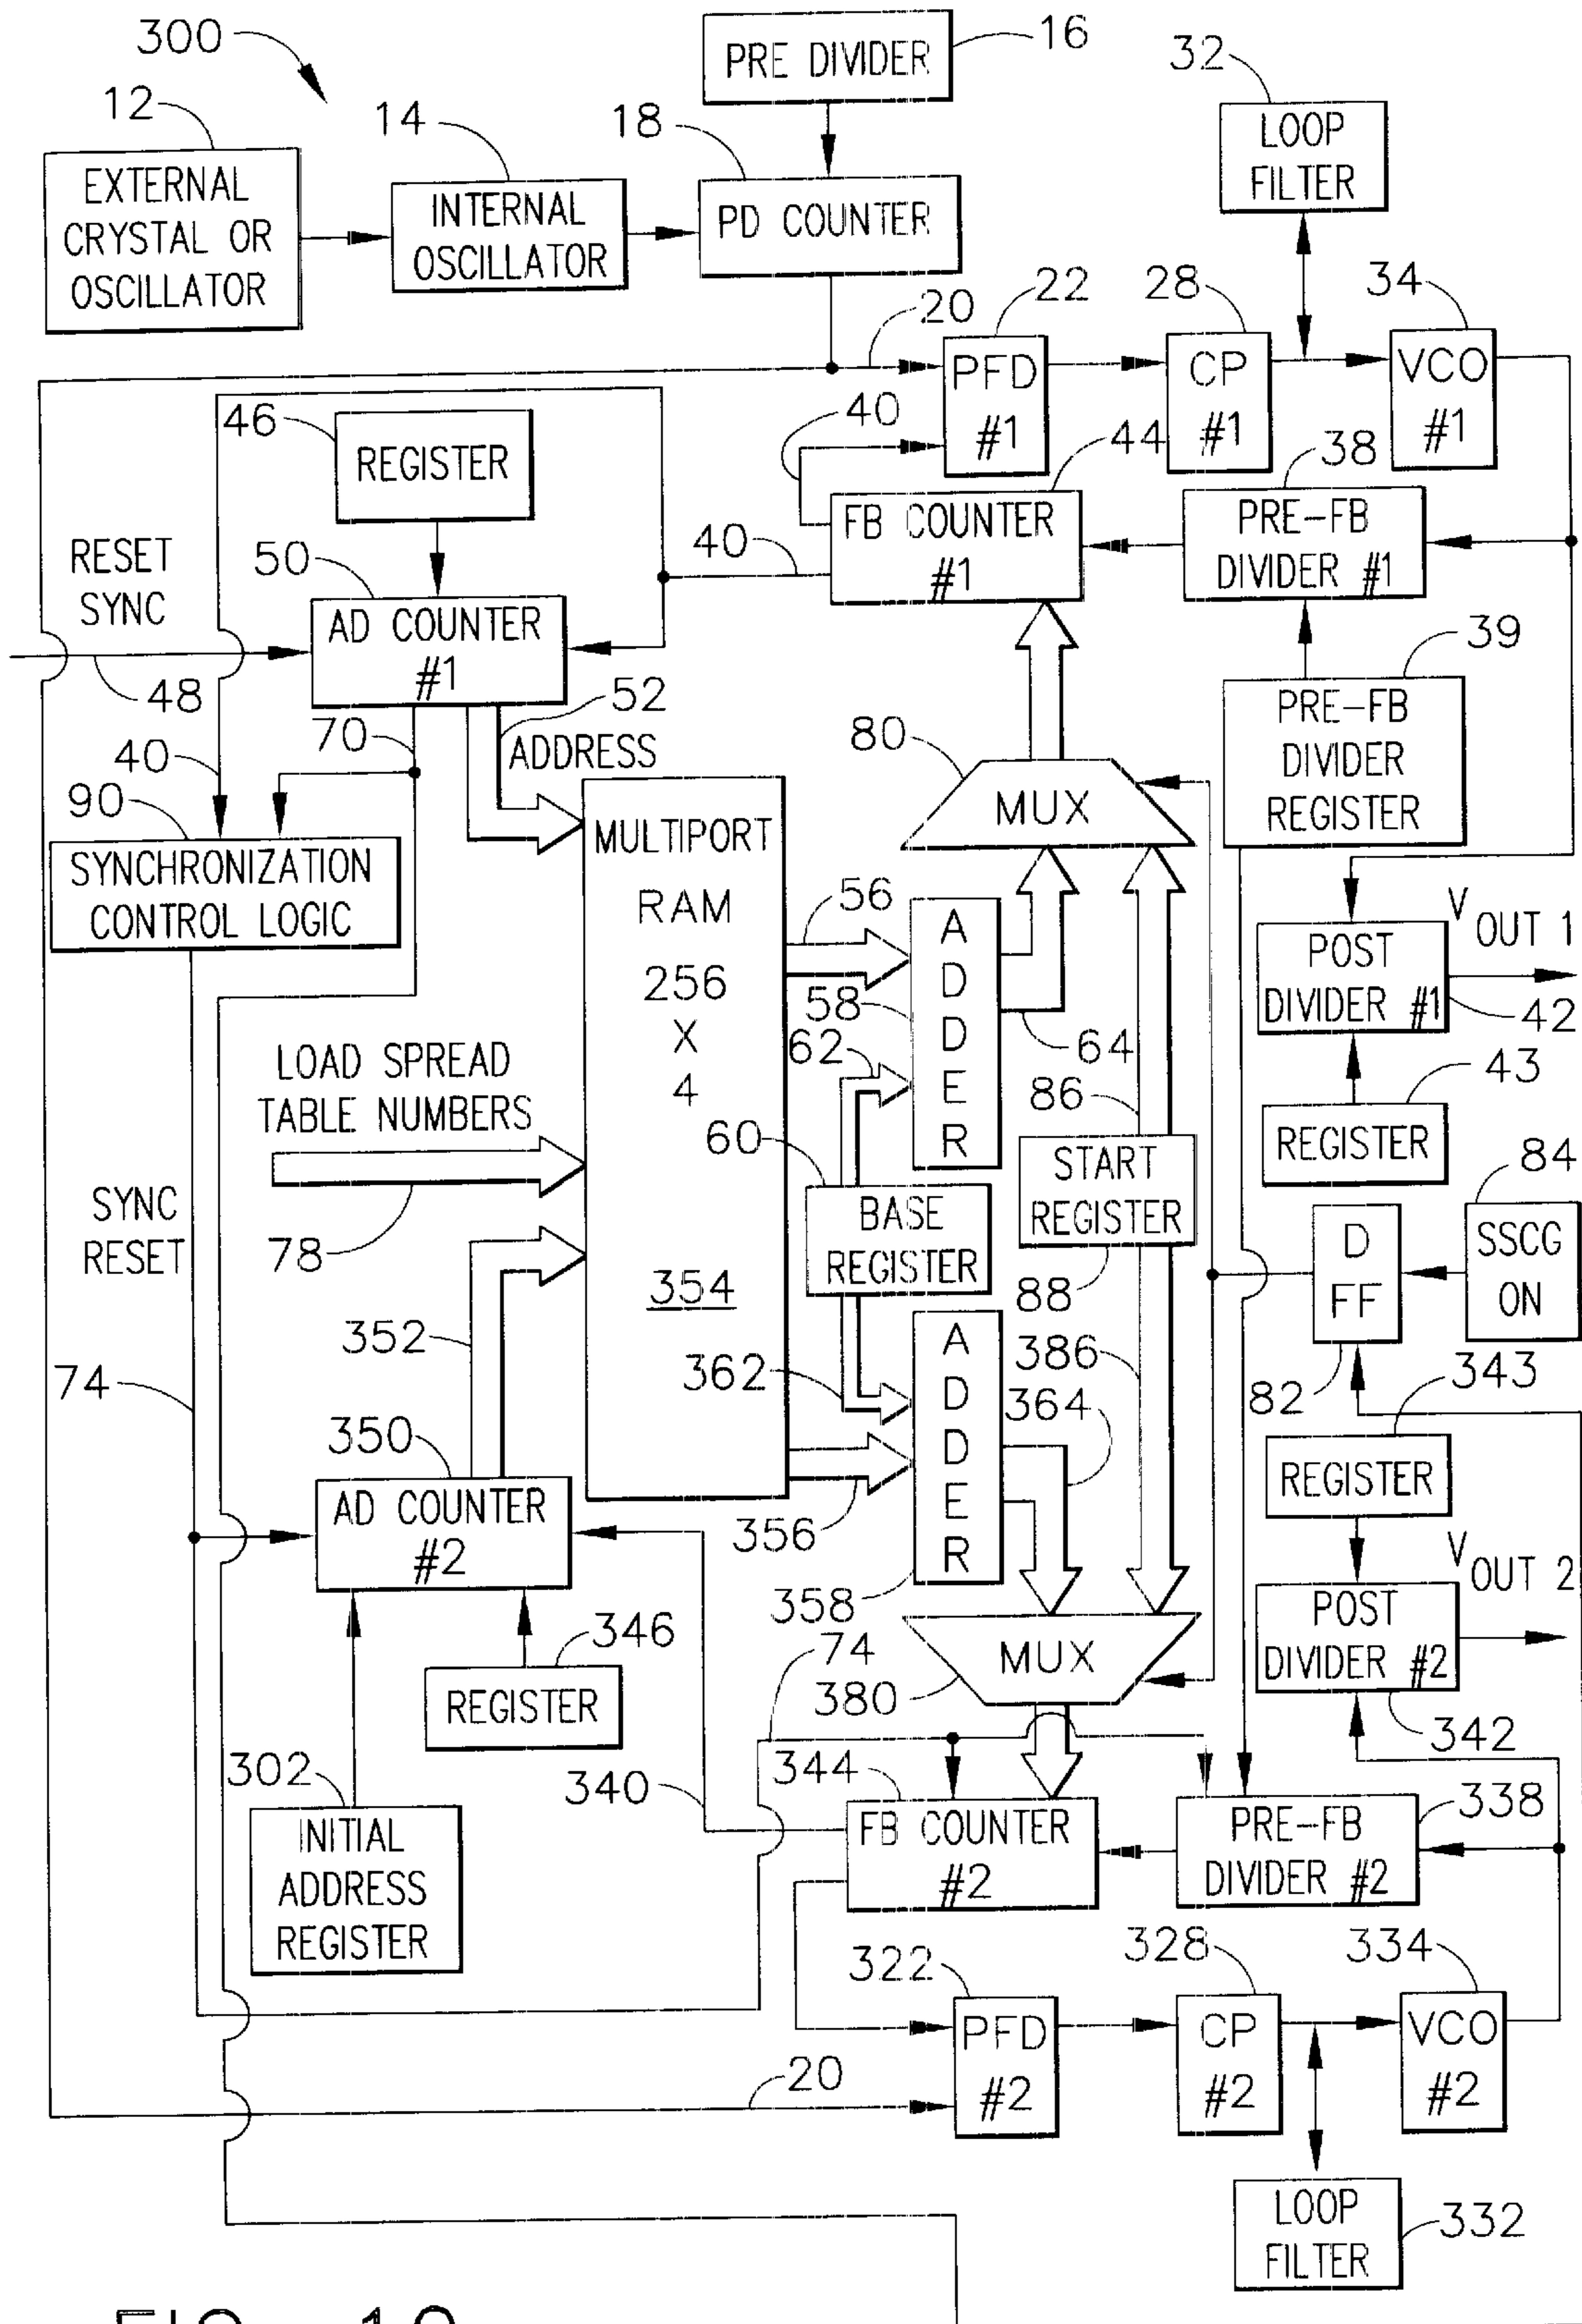 300
PRE DIVIDER
16
32
12
14
18
LOOP
FILTER
EXTERNAL
CRYSTAL OR
OSCILLATOR
INTERNAL
OSCILLATOR
PD COUNTER
20
22
28
34
PFD
#1
CP
#1
VCO
#1
46
REGISTER
40
44
38
RESET
SYNC
50
40
FB COUNTER
#1
PRE-FB
DIVIDER #1
AD COUNTER
#1
48
39
70
52
ADDRESS
40
80
PRE-FB
DIVIDER
REGISTER
90
MUX
SYNCHRONIZATION
CONTROL LOGIC
MULTIPORT
RAM
256
X
4
354
56
ADDER
58
62
64
V OUT 1
POST
DIVIDER #1
42
LOAD SPREAD
TABLE NUMBERS
78
86
43
REGISTER
60
START
REGISTER
88
84
SYNC
RESET
BASE
REGISTER
D
FF
SSCG
ON
82
352
362
ADDER
386
364
343
74
350
REGISTER
AD COUNTER
#2
356
358
V OUT 2
POST
DIVIDER #2
342
346
REGISTER
74
MUX
380
302
340
344
338
INITIAL
ADDRESS
REGISTER
FB COUNTER
#2
PRE-FB
DIVIDER #2
322
328
334
PFD
#2
CP
#2
VCO
#2
20
LOOP
FILTER
332